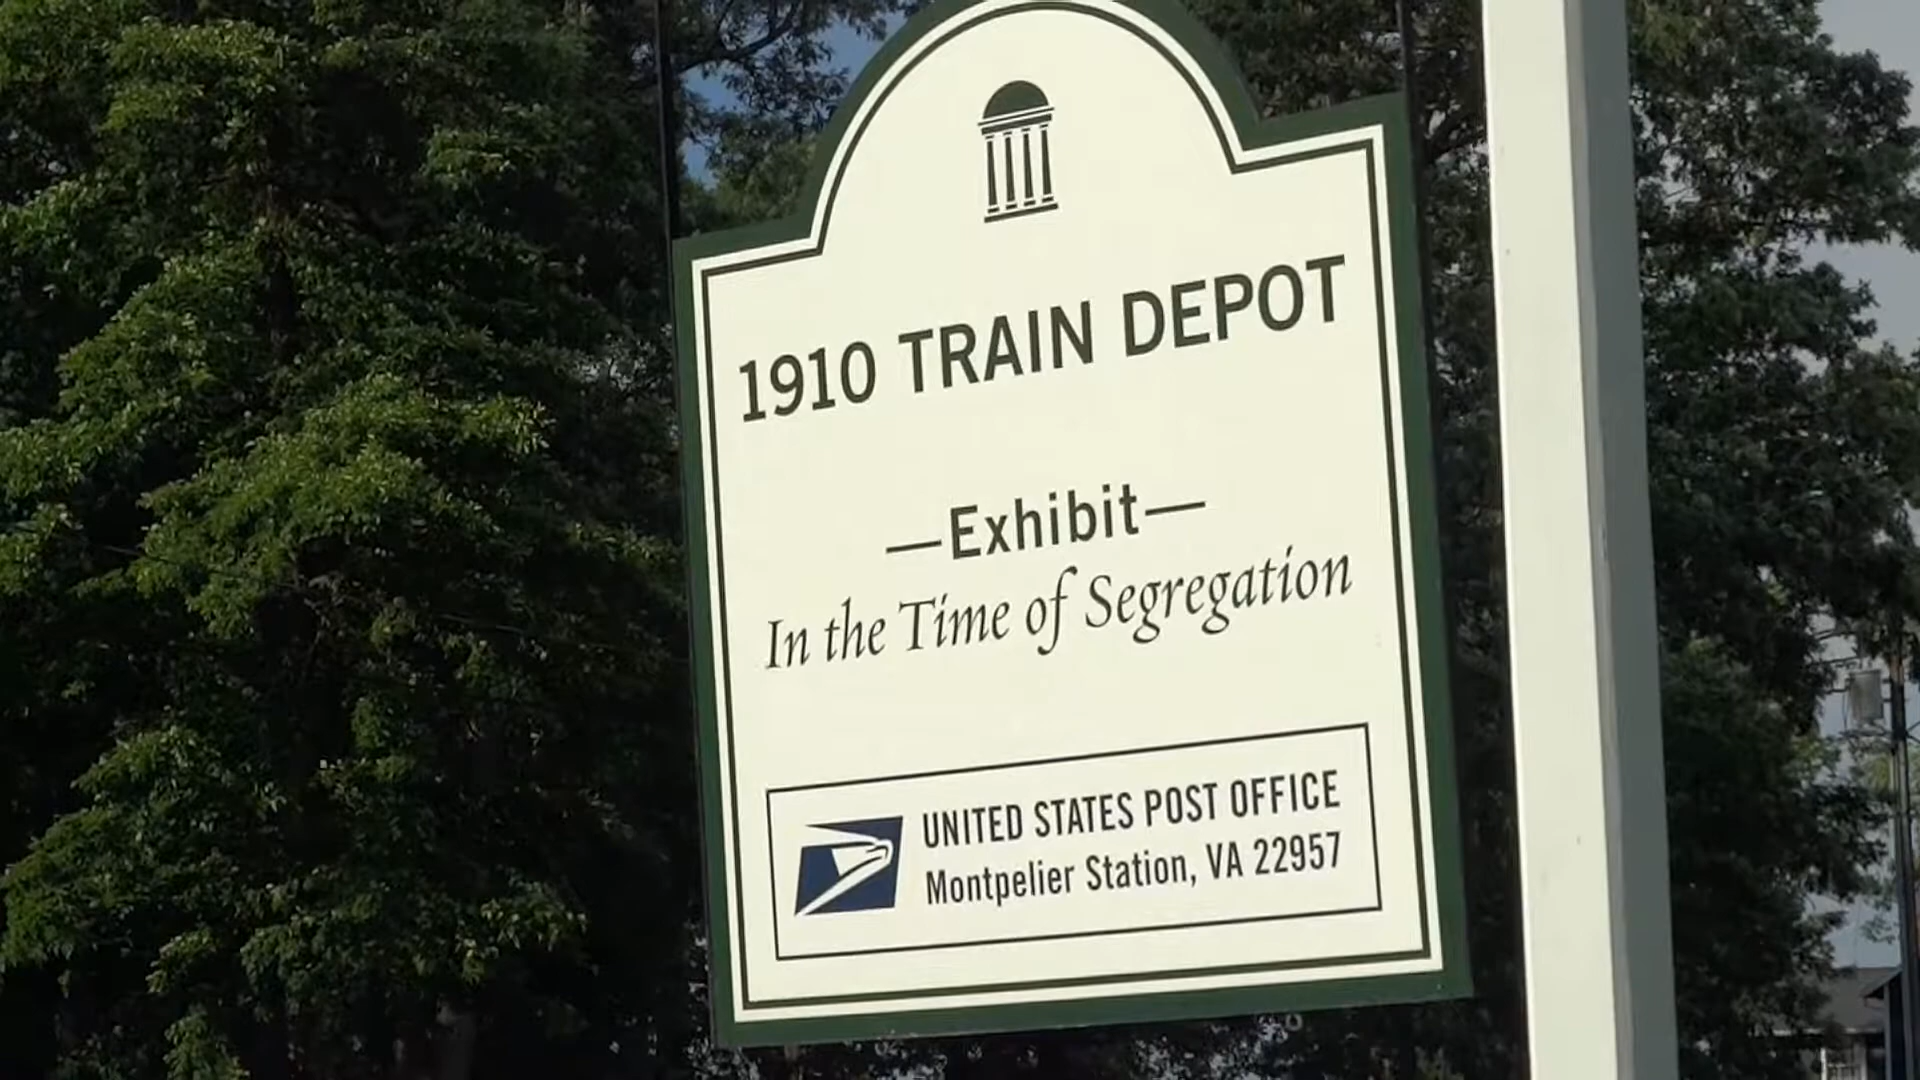 1910 TRAIN DEPOT
—Exhibit—
In the Time of Segregation
UNITED STATES POST OFFICE
Montpelier Station, VA 22957